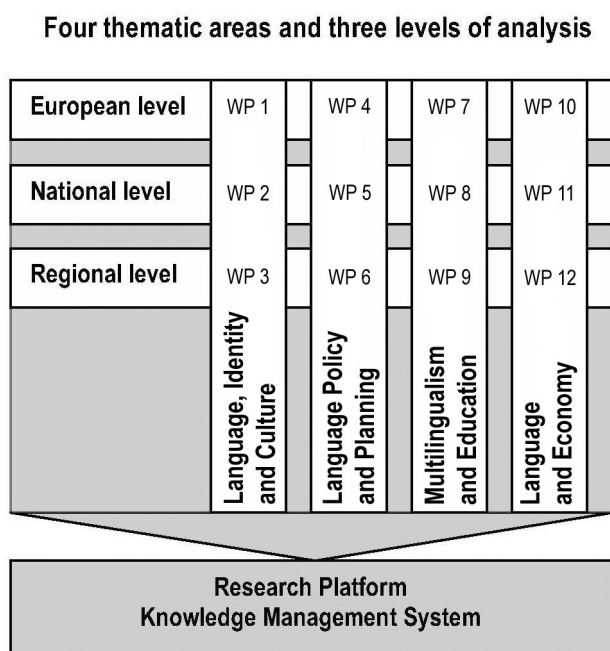 Four thematic areas and three levels of analysis
European level WP 1 WP 4 WP 7 WP 10
National level WP 2 WP 5 WP 8 WP 11
Regional level WP 3 WP 6 WP 9 WP 12
Language, Identity
and Culture
Language Policy
and Planning
Multilingualism
and Education
Language
and Economy
Research Platform
Knowledge Management System